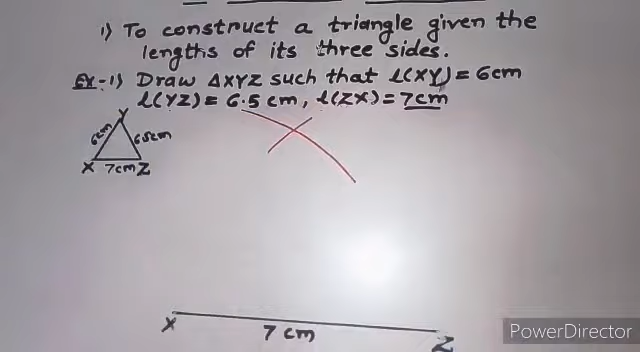 1) To construct a triangle given the
lengths of its three sides.
Ex-1) Draw ΔXYZ such that l(XY)= 6cm
l(YZ)= 6.5 cm, l(ZX)= 7cm
Y
6cm
6.5cm
X 7cm Z
X
7 cm
Z
PowerDirector